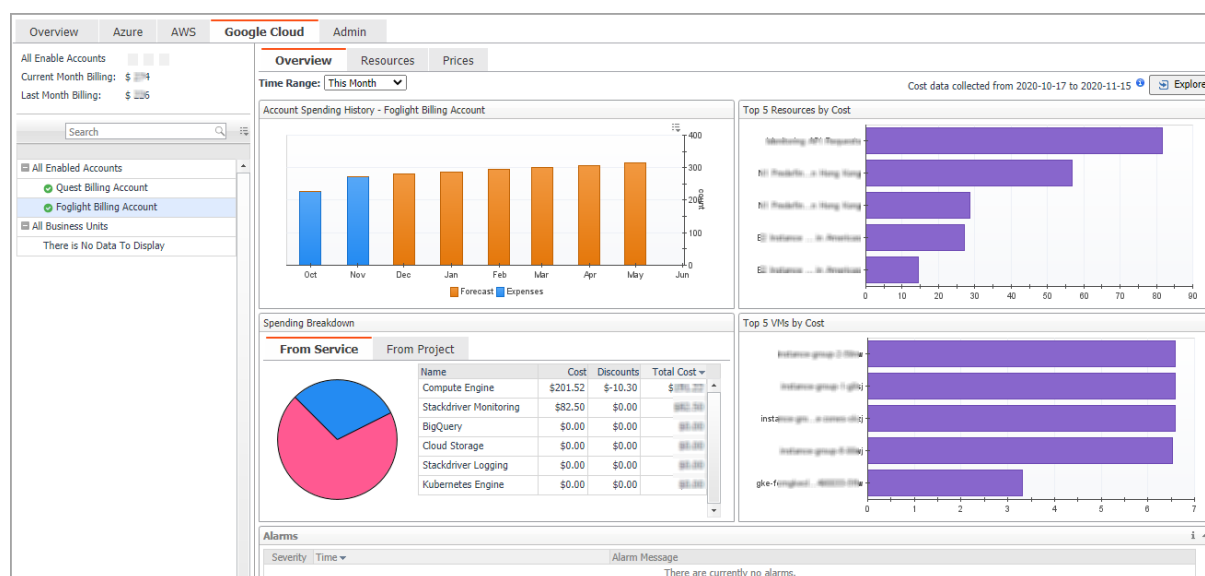 Overview Azure AWS Google Cloud Admin
All Enable Accounts
Current Month Billing: $
Last Month Billing: $
Search
All Enabled Accounts
Quest Billing Account
Foglight Billing Account
All Business Units
There is No Data To Display
Overview Resources Prices
Time Range: This Month
Cost data collected from 2020-10-17 to 2020-11-15 Explore
Account Spending History - Foglight Billing Account
400
300
200
100
0
count
Oct Nov Dec Jan Feb Mar Apr May Jun
Forecast Expenses
Top 5 Resources by Cost
0 10 20 30 40 50 60 70 80 90
Spending Breakdown
From Service From Project
Name Cost Discounts Total Cost
Compute Engine $201.52 $-10.30
Stackdriver Monitoring $82.50 $0.00
BigQuery $0.00 $0.00
Cloud Storage $0.00 $0.00
Stackdriver Logging $0.00 $0.00
Kubernetes Engine $0.00 $0.00
Top 5 VMs by Cost
0 1 2 3 4 5 6 7
Alarms
Severity Time Alarm Message
There are currently no alarms.